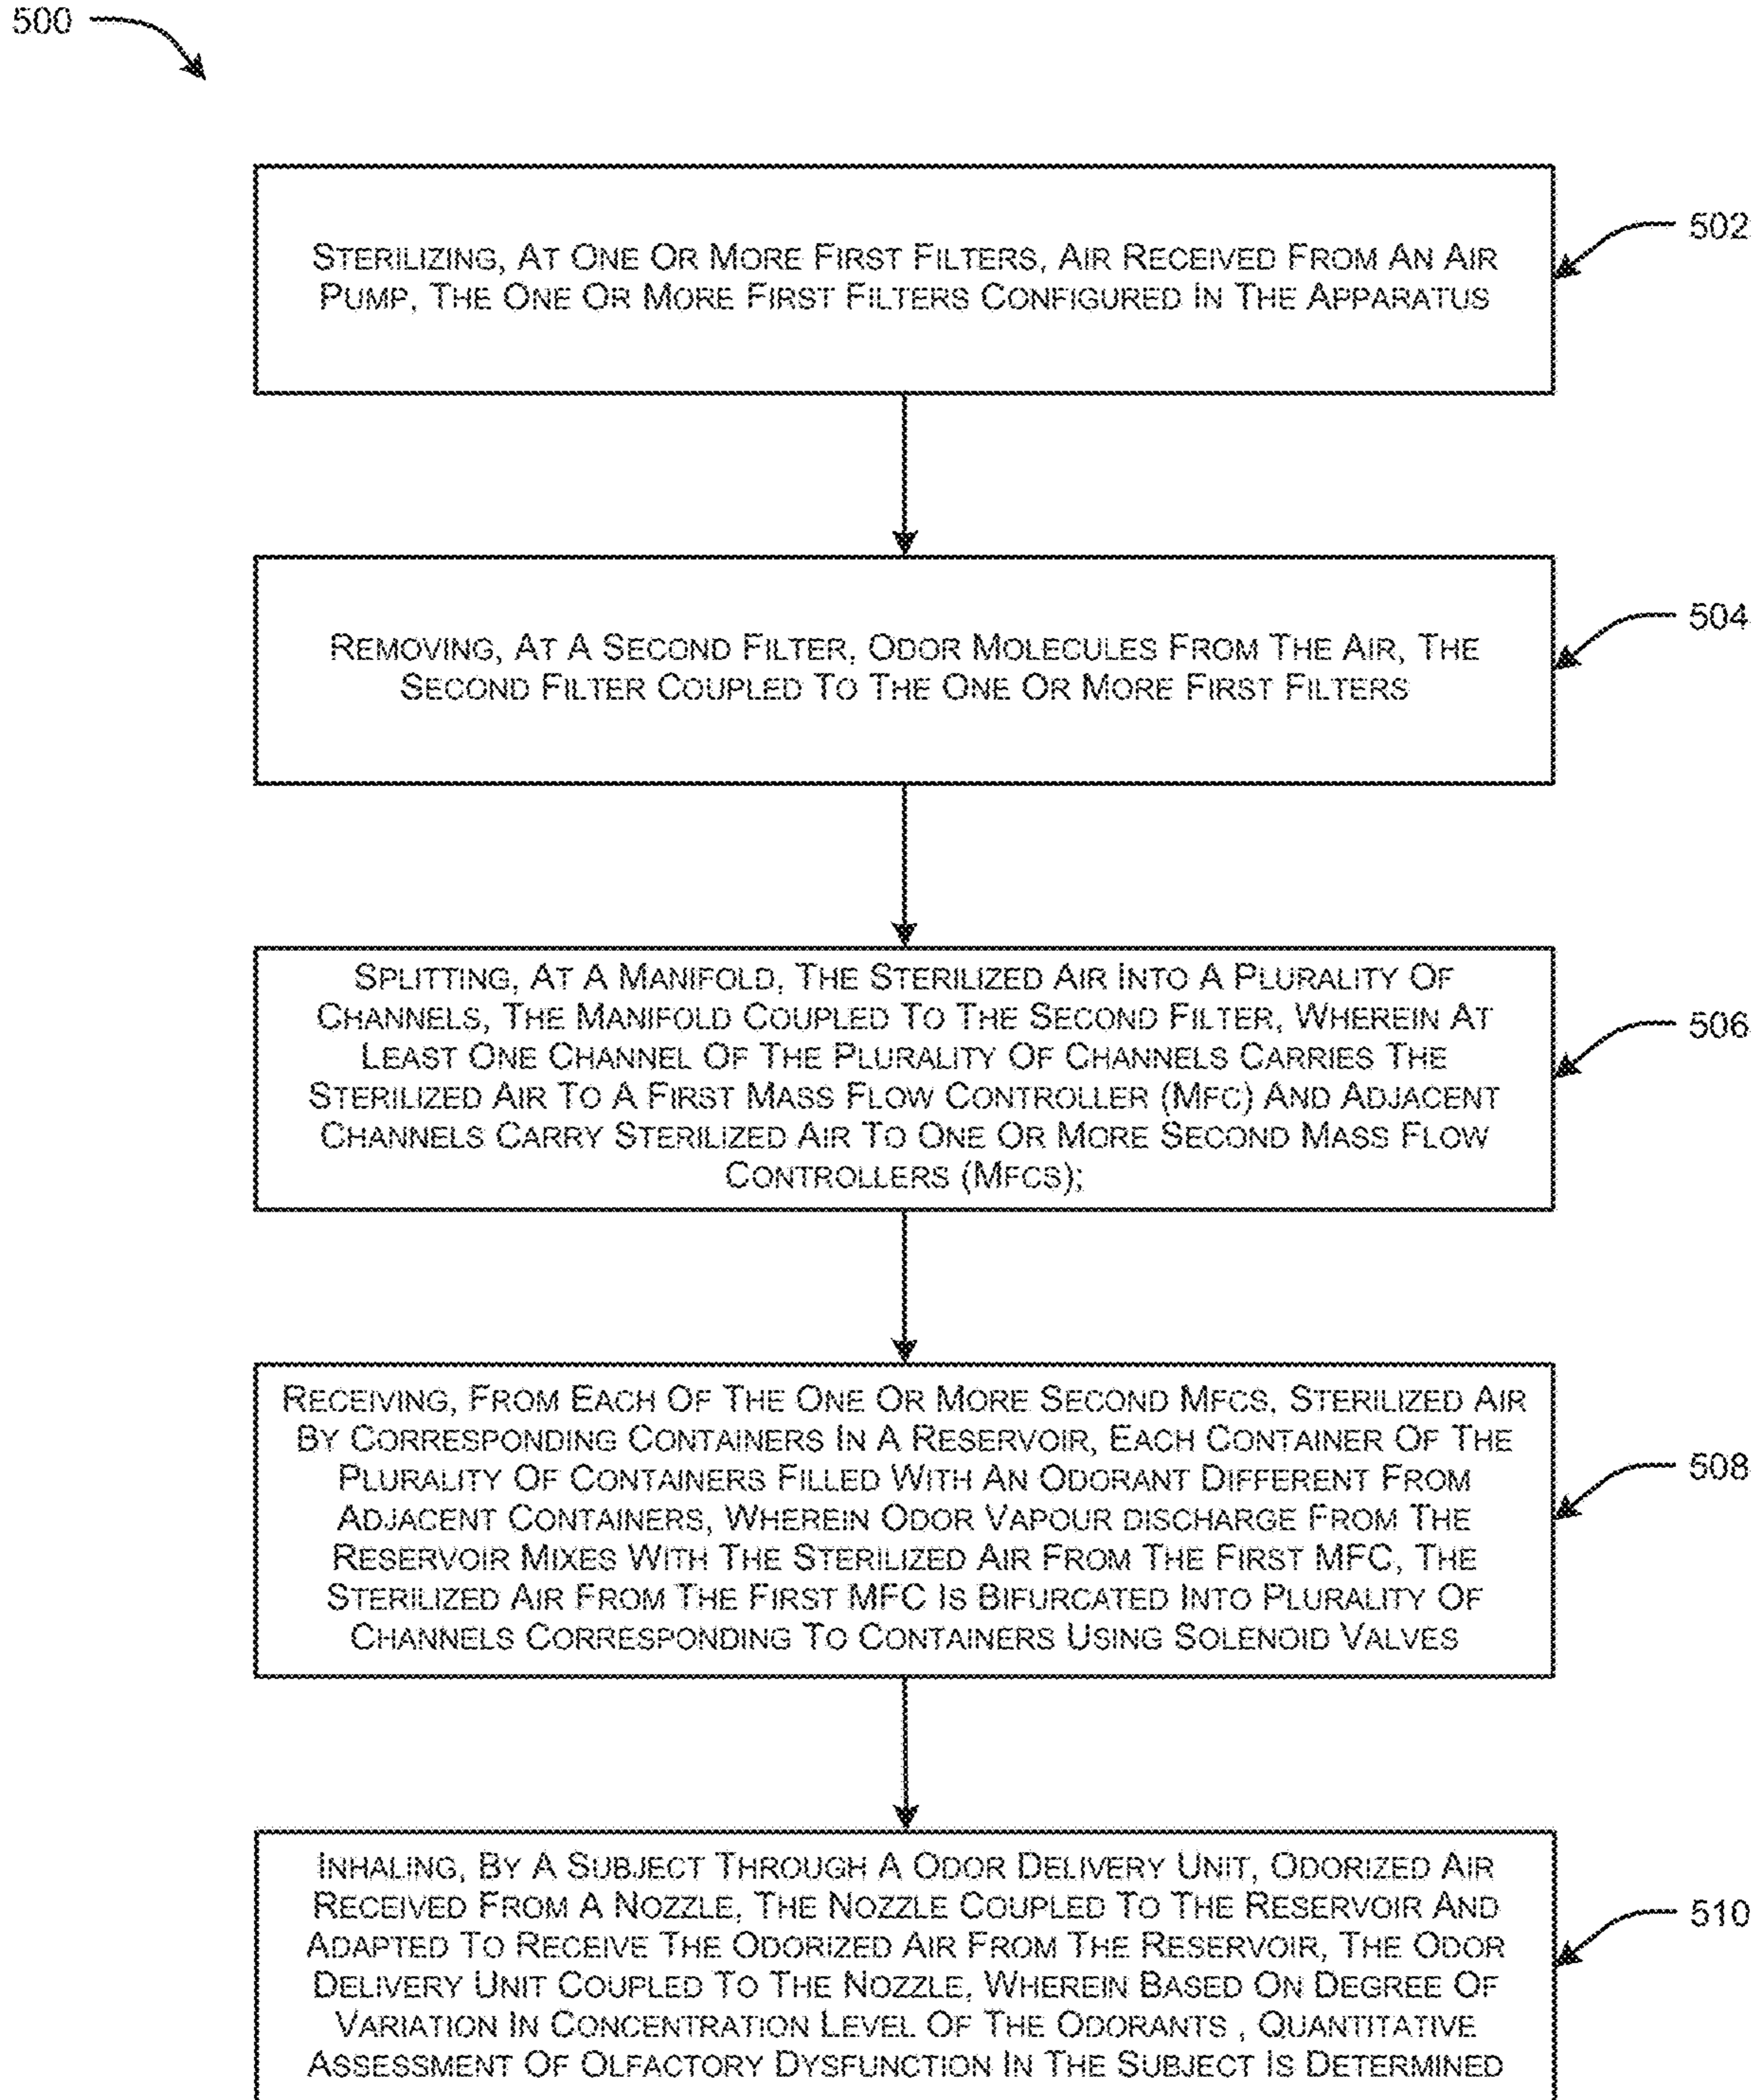 500
STERILIZING, AT ONE OR MORE FIRST FILTERS, AIR RECEIVED FROM AN AIR
PUMP, THE ONE OR MORE FIRST FILTERS CONFIGURED IN THE APPARATUS
502
REMOVING, AT A SECOND FILTER, ODOR MOLECULES FROM THE AIR, THE
SECOND FILTER COUPLED TO THE ONE OR MORE FIRST FILTERS
504
SPLITTING, AT A MANIFOLD, THE STERILIZED AIR INTO A PLURALITY OF
CHANNELS, THE MANIFOLD COUPLED TO THE SECOND FILTER, WHEREIN AT
LEAST ONE CHANNEL OF THE PLURALITY OF CHANNELS CARRIES THE
STERILIZED AIR TO A FIRST MASS FLOW CONTROLLER (MFC) AND ADJACENT
CHANNELS CARRY STERILIZED AIR TO ONE OR MORE SECOND MASS FLOW
CONTROLLERS (MFCS);
506
RECEIVING, FROM EACH OF THE ONE OR MORE SECOND MFCS, STERILIZED AIR
BY CORRESPONDING CONTAINERS IN A RESERVOIR, EACH CONTAINER OF THE
PLURALITY OF CONTAINERS FILLED WITH AN ODORANT DIFFERENT FROM
ADJACENT CONTAINERS, WHEREIN ODOR VAPOUR DISCHARGE FROM THE
RESERVOIR MIXES WITH THE STERILIZED AIR FROM THE FIRST MFC, THE
STERILIZED AIR FROM THE FIRST MFC IS BIFURCATED INTO PLURALITY OF
CHANNELS CORRESPONDING TO CONTAINERS USING SOLENOID VALVES
508
INHALING, BY A SUBJECT THROUGH A ODOR DELIVERY UNIT, ODORIZED AIR
RECEIVED FROM A NOZZLE, THE NOZZLE COUPLED TO THE RESERVOIR AND
ADAPTED TO RECEIVE THE ODORIZED AIR FROM THE RESERVOIR, THE ODOR
DELIVERY UNIT COUPLED TO THE NOZZLE, WHEREIN BASED ON DEGREE OF
VARIATION IN CONCENTRATION LEVEL OF THE ODORANTS , QUANTITATIVE
ASSESSMENT OF OLFACTORY DYSFUNCTION IN THE SUBJECT IS DETERMINED
510